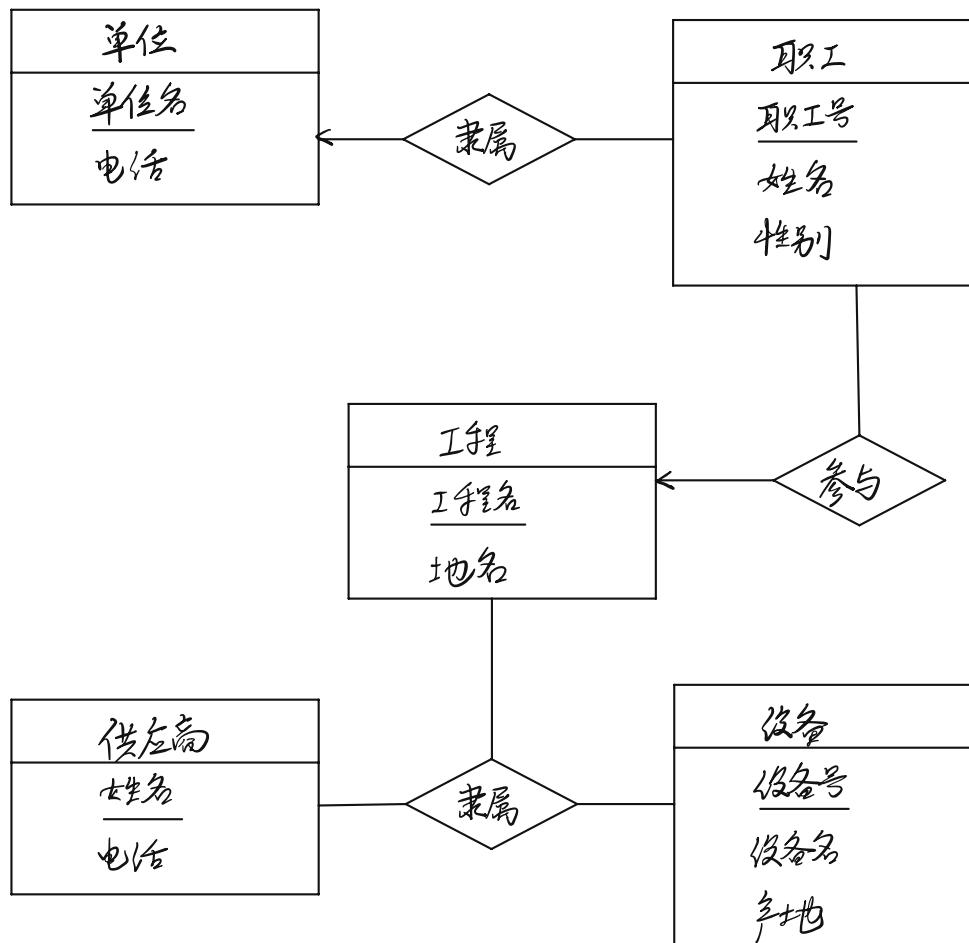 单位
单位名
电话
隶属
职工
职工号
姓名
性别
参与
工程
工程名
地名
供应商
姓名
电话
隶属
设备
设备号
设备名
产地